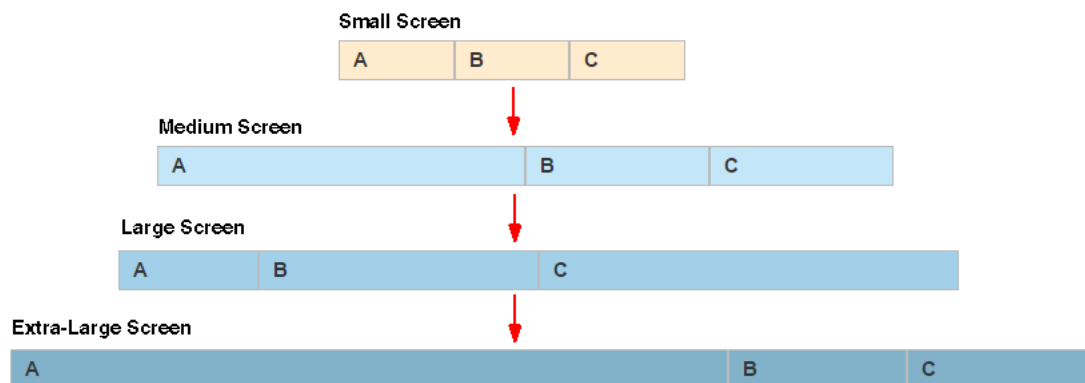 Small Screen
A B C
Medium Screen
A B C
Large Screen
A B C
Extra-Large Screen
A B C